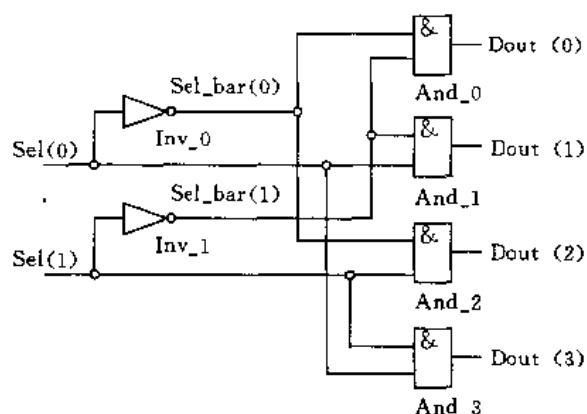 &
Dout (0)
And_0
Sel_bar(0)
Inv_0
&
Dout (1)
And_1
Sel(0)
Sel_bar(1)
Inv_1
&
Dout (2)
And_2
Sel(1)
&
Dout (3)
And_3